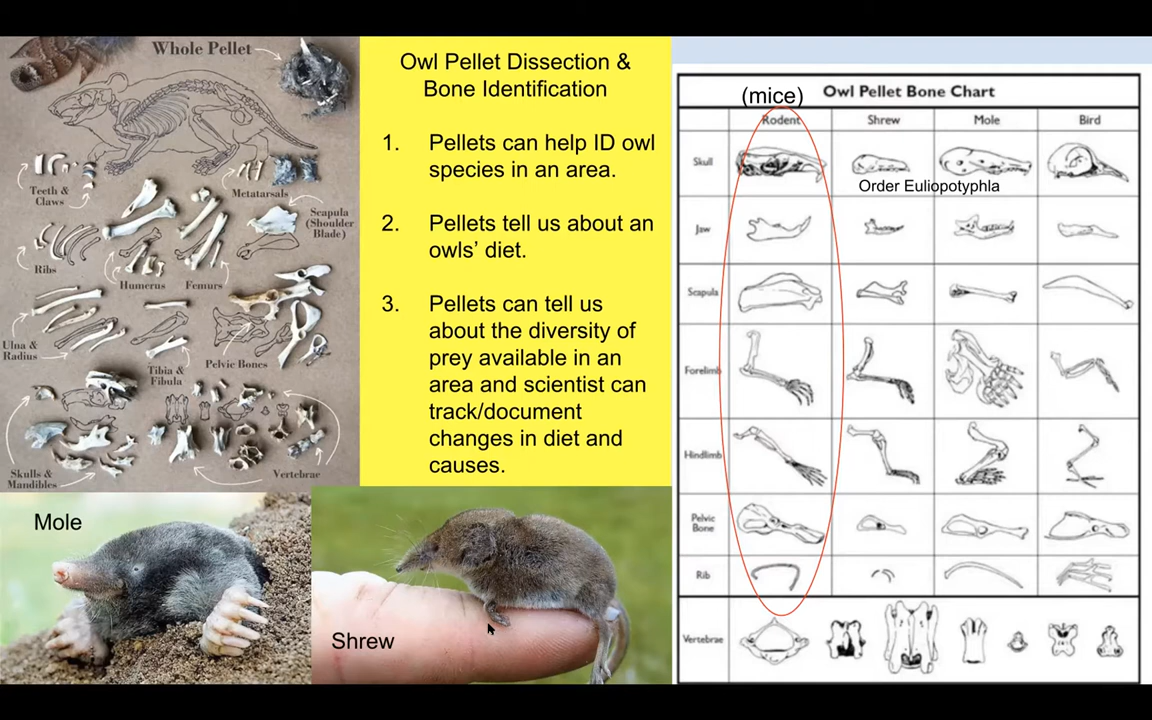 Whole Pellet
Teeth &
Claws
Metatarsals
Scapula
(Shoulder
Blade)
Ribs
Humerus
Femurs
Ulna &
Radius
Tibia &
Fibula
Pelvic Bones
Skulls &
Mandibles
Vertebrae
Owl Pellet Dissection &
Bone Identification
1. Pellets can help ID owl
species in an area.
2. Pellets tell us about an
owls’ diet.
3. Pellets can tell us
about the diversity of
prey available in an
area and scientist can
track/document
changes in diet and
causes.
Mole
Shrew
Owl Pellet Bone Chart
(mice)
Rodent Shrew Mole Bird
Skull
Order Euliopotyphla
Jaw
Scapula
Forelimb
Hindlimb
Pelvic
Bone
Rib
Vertebrae